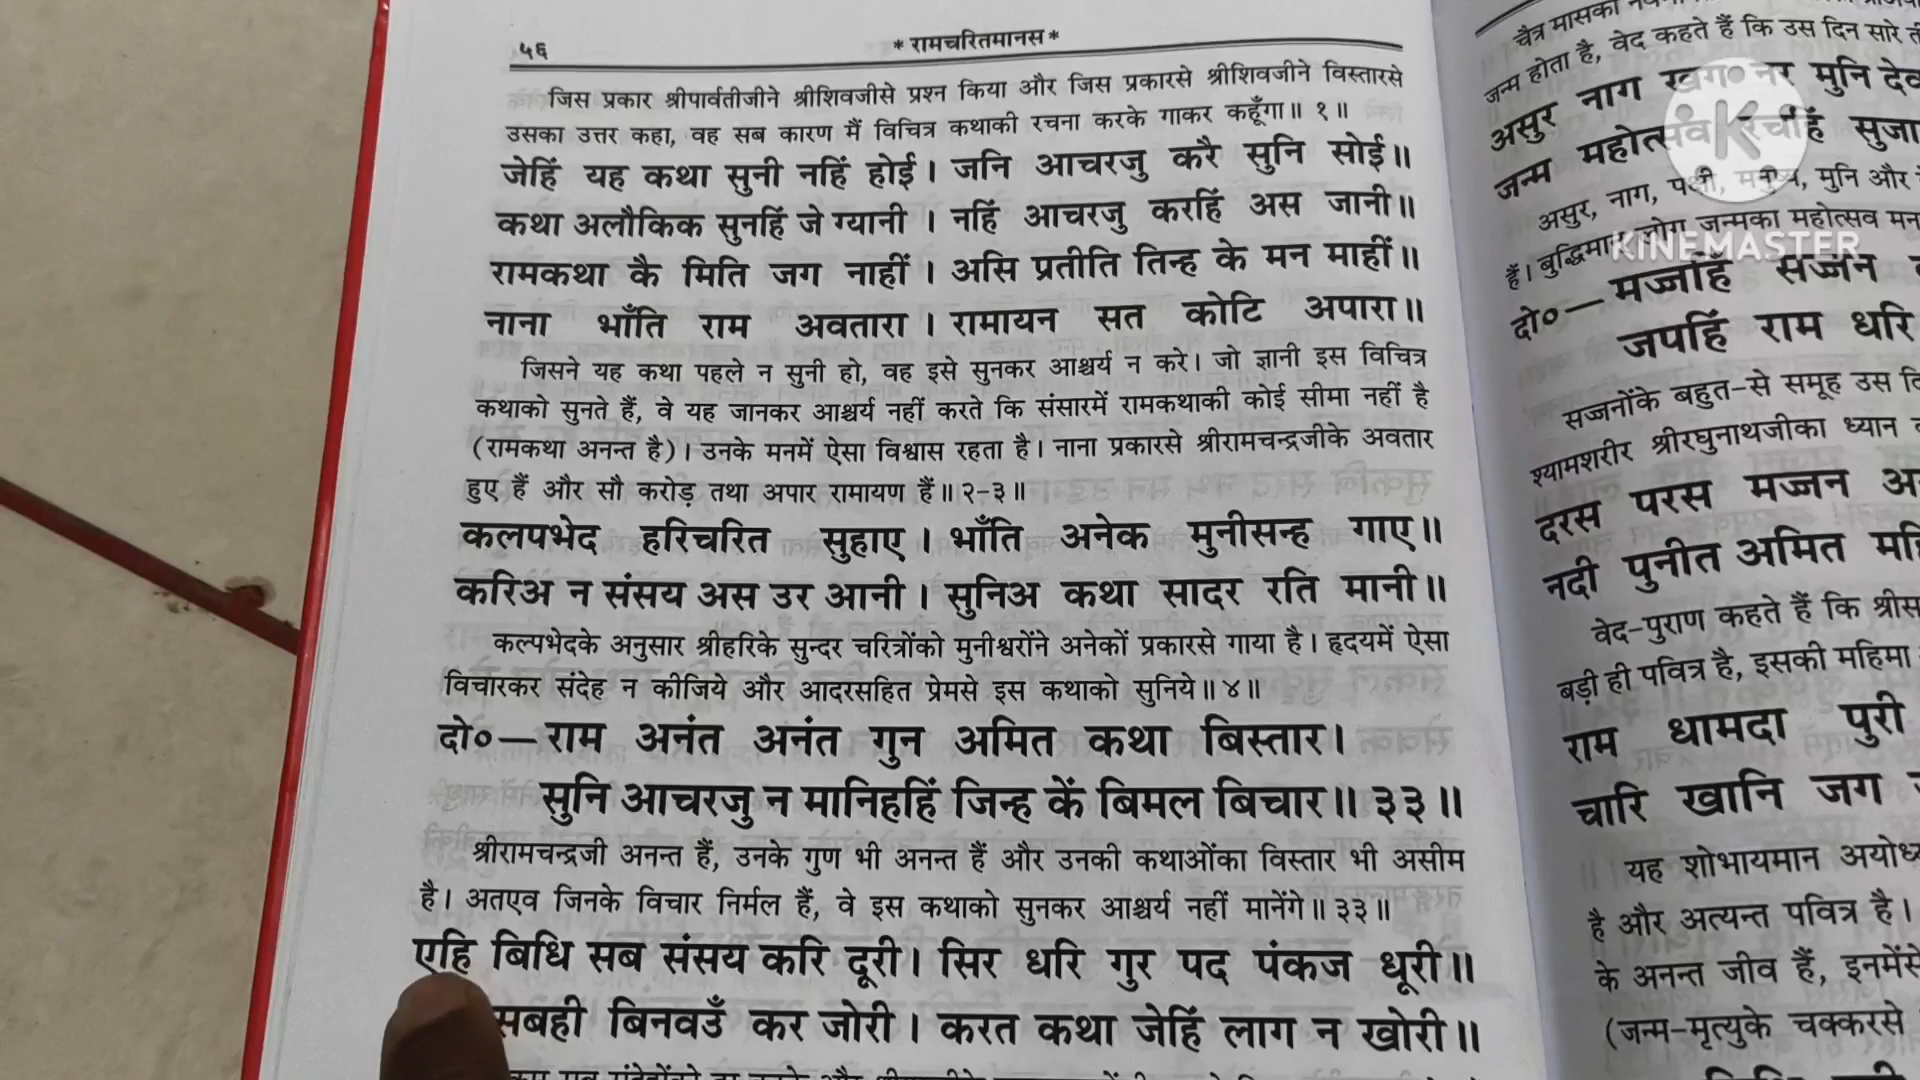 ५६
*रामचरितमानस*
जिस प्रकार श्रीपार्वतीजीने श्रीशिवजीसे प्रश्न किया और जिस प्रकारसे श्रीशिवजीने विस्तारसे
उसका उत्तर कहा, वह सब कारण मैं विचित्र कथाकी रचना करके गाकर कहूँगा॥ १॥
जेहिं यह कथा सुनी नहिं होई। जनि आचरजु करै सुनि सोई॥
कथा अलौकिक सुनहिं जे ग्यानी। नहिं आचरजु करहिं अस जानी॥
रामकथा कै मिति जग नाहीं। असि प्रतीति तिन्ह के मन माहीं॥
नाना भाँति राम अवतारा। रामायन सत कोटि अपारा॥
जिसने यह कथा पहले न सुनी हो, वह इसे सुनकर आश्चर्य न करे। जो ज्ञानी इस विचित्र
कथाको सुनते हैं, वे यह जानकर आश्चर्य नहीं करते कि संसारमें रामकथाकी कोई सीमा नहीं है
(रामकथा अनन्त है)। उनके मनमें ऐसा विश्वास रहता है। नाना प्रकारसे श्रीरामचन्द्रजीके अवतार
हुए हैं और सौ करोड़ तथा अपार रामायण हैं॥२-३॥
कलपभेद हरिचरित सुहाए। भाँति अनेक मुनीसन्ह गाए॥
करिअ न संसय अस उर आनी। सुनिअ कथा सादर रति मानी॥
कल्पभेदके अनुसार श्रीहरिके सुन्दर चरित्रोंको मुनीश्वरोंने अनेकों प्रकारसे गाया है। हृदयमें ऐसा
विचारकर संदेह न कीजिये और आदरसहित प्रेमसे इस कथाको सुनिये॥४॥
दो०—राम अनंत अनंत गुन अमित कथा बिस्तार।
सुनि आचरजु न मानिहहिं जिन्ह कें बिमल बिचार॥३३॥
श्रीरामचन्द्रजी अनन्त हैं, उनके गुण भी अनन्त हैं और उनकी कथाओंका विस्तार भी असीम
है। अतएव जिनके विचार निर्मल हैं, वे इस कथाको सुनकर आश्चर्य नहीं मानेंगे॥३३॥
एहि बिधि सब संसय करि दूरी। सिर धरि गुर पद पंकज धूरी॥
सबही बिनवउँ कर जोरी। करत कथा जेहिं लाग न खोरी॥
चैत्र मासका
जन्म होता है, वेद कहते हैं कि उस दिन सारे
असुर नाग खग नर मुनि
जन्म महोत्सव रचहिं
असुर, नाग, पक्षी, मनुष्य, मुनि और
लोग जन्मका महोत्सव
हैं। बुद्धिमान्
KINEMASTER
दो०—मज्जहिं सज्जन
जपहिं राम धरि
सज्जनोंके बहुत-से समूह उस
श्यामशरीर श्रीरघुनाथजीका ध्यान
दरस परस मज्जन
नदी पुनीत अमित
वेद-पुराण कहते हैं कि
बड़ी ही पवित्र है, इसकी महिमा
राम धामदा पुरी
चारि खानि जग
यह शोभायमान
है और अत्यन्त पवित्र है।
के अनन्त जीव हैं,
(जन्म-मृत्युके चक्करसे